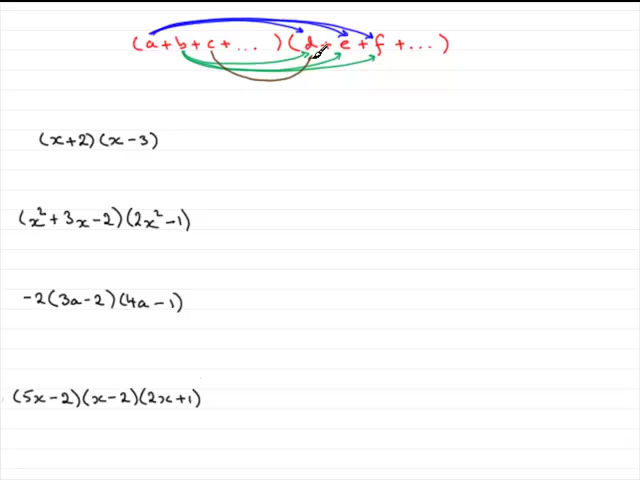 (a+b+c+...)(d+e+f+...)
(x+2)(x-3)
(x²+3x-2)(2x²-1)
-2(3a-2)(4a-1)
(5x-2)(x-2)(2x+1)